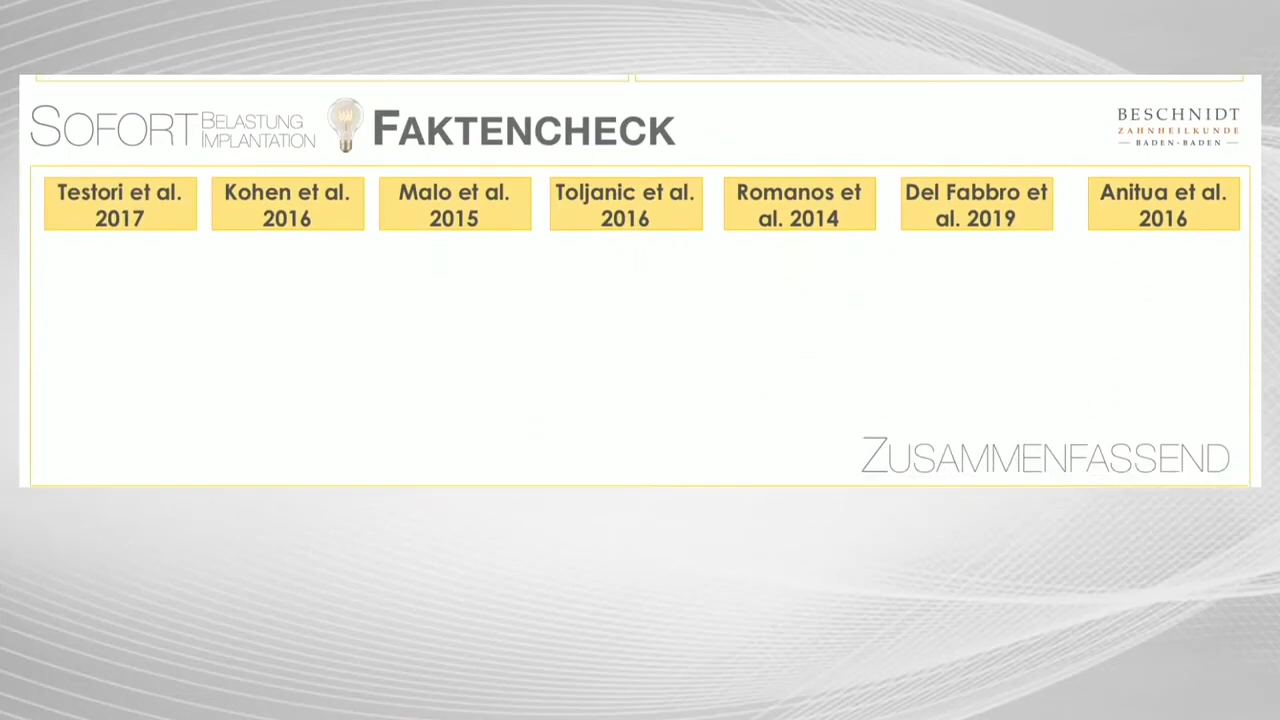 SOFORT BELASTUNG IMPLANTATION FAKTENCHECK
BESCHNIDT
ZAHNHEILKUNDE
BADEN-BADEN
Testori et al. 2017
Kohen et al. 2016
Malo et al. 2015
Toljanic et al. 2016
Romanos et al. 2014
Del Fabbro et al. 2019
Anitua et al. 2016
ZUSAMMENFASSEND